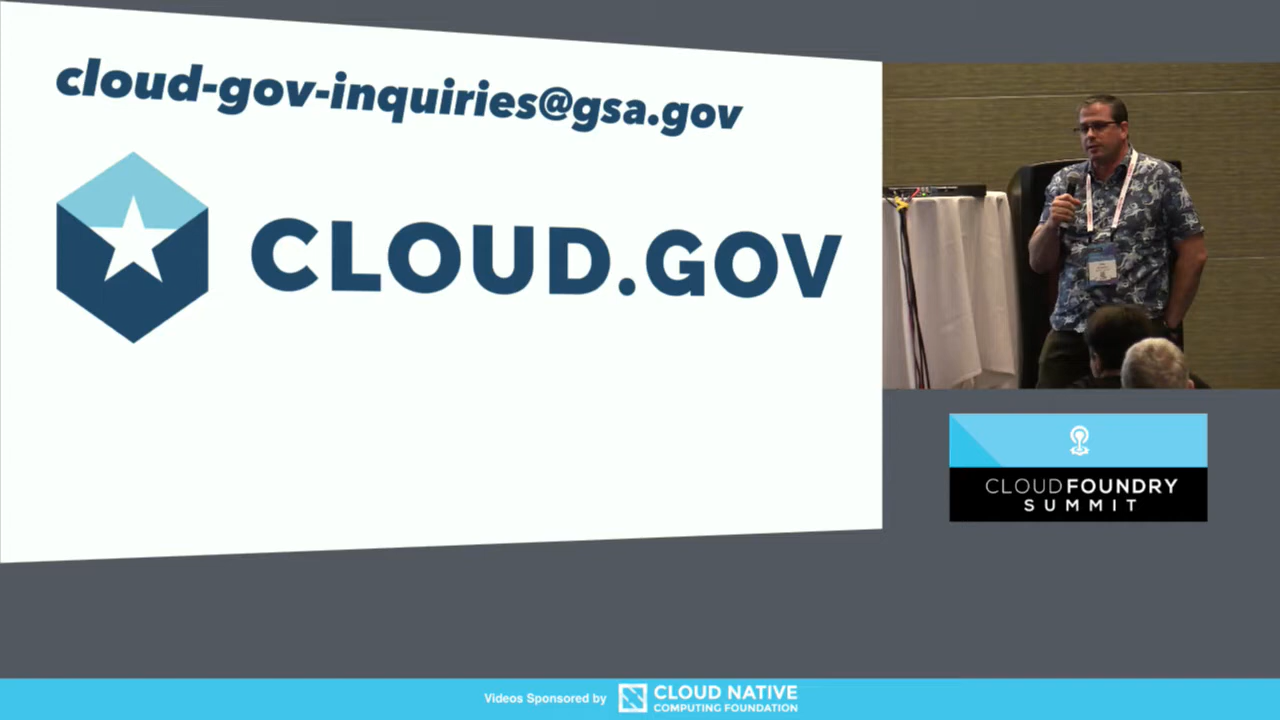 cloud-gov-inquiries@gsa.gov
CLOUD.GOV
CLOUDFOUNDRY
SUMMIT
Videos Sponsored by
CLOUD NATIVE
COMPUTING FOUNDATION